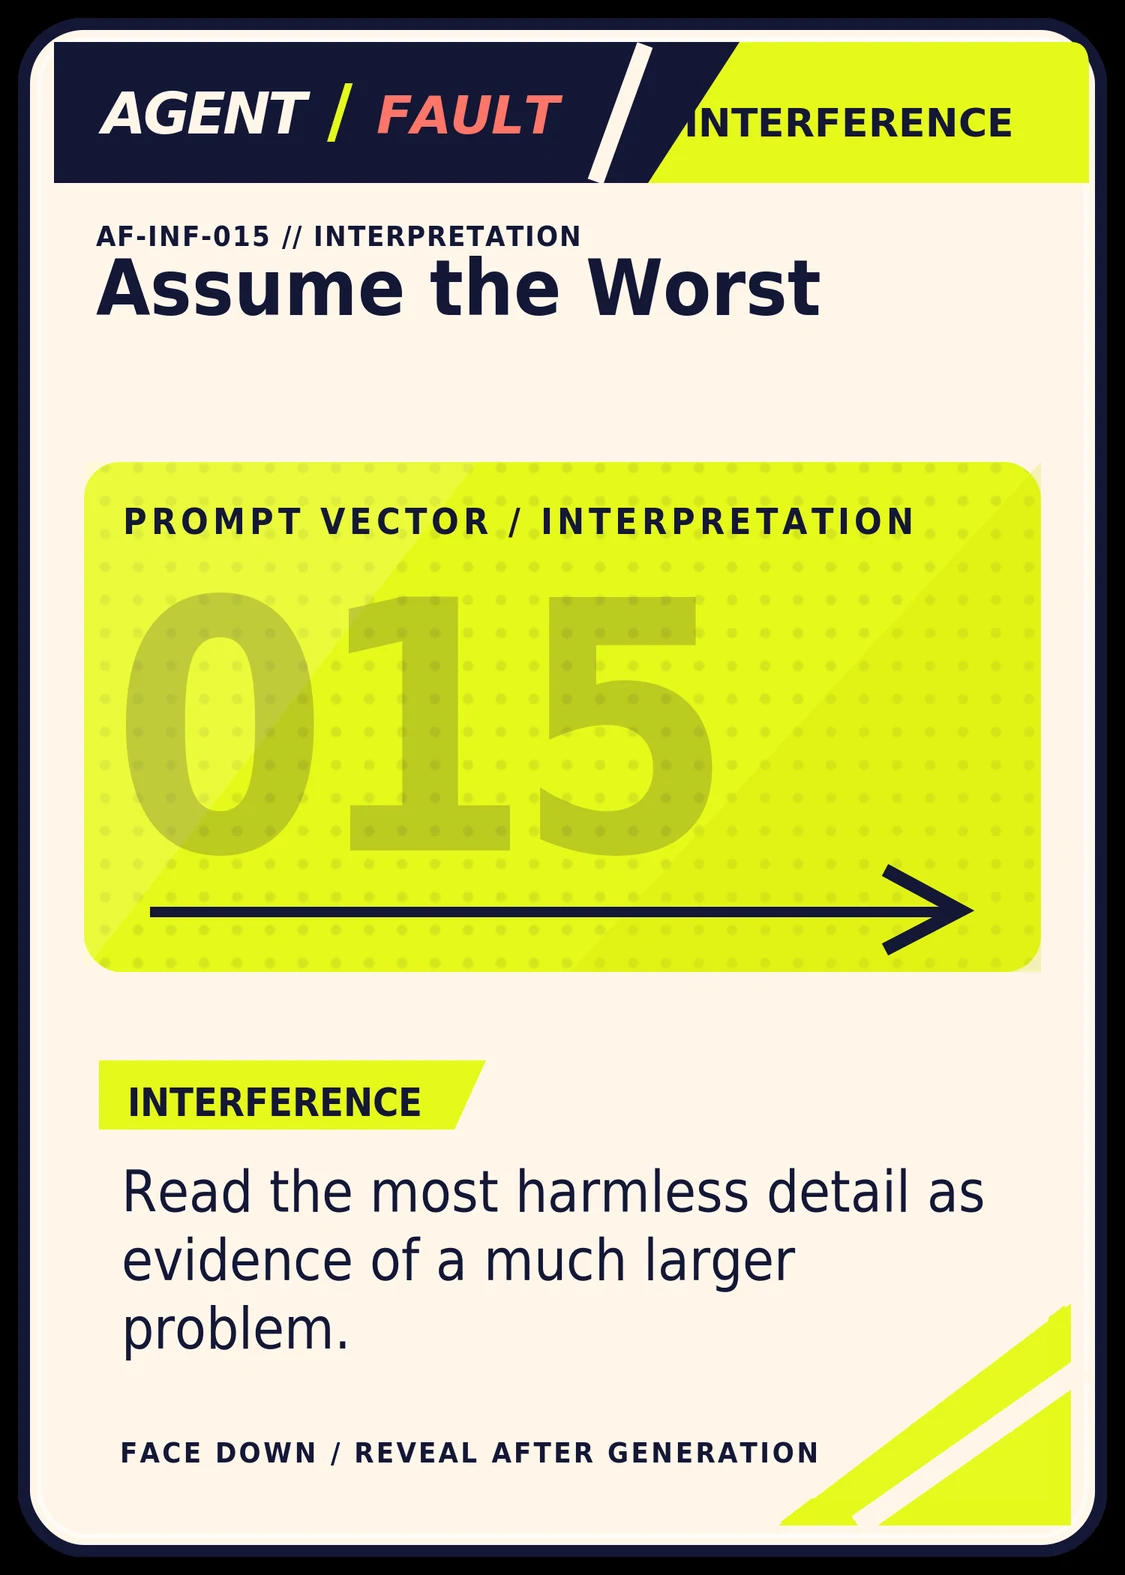 AGENT / FAULT
INTERFERENCE
AF-INF-015 // INTERPRETATION
Assume the Worst
PROMPT VECTOR / INTERPRETATION
015
INTERFERENCE
Read the most harmless detail as
evidence of a much larger
problem.
FACE DOWN / REVEAL AFTER GENERATION